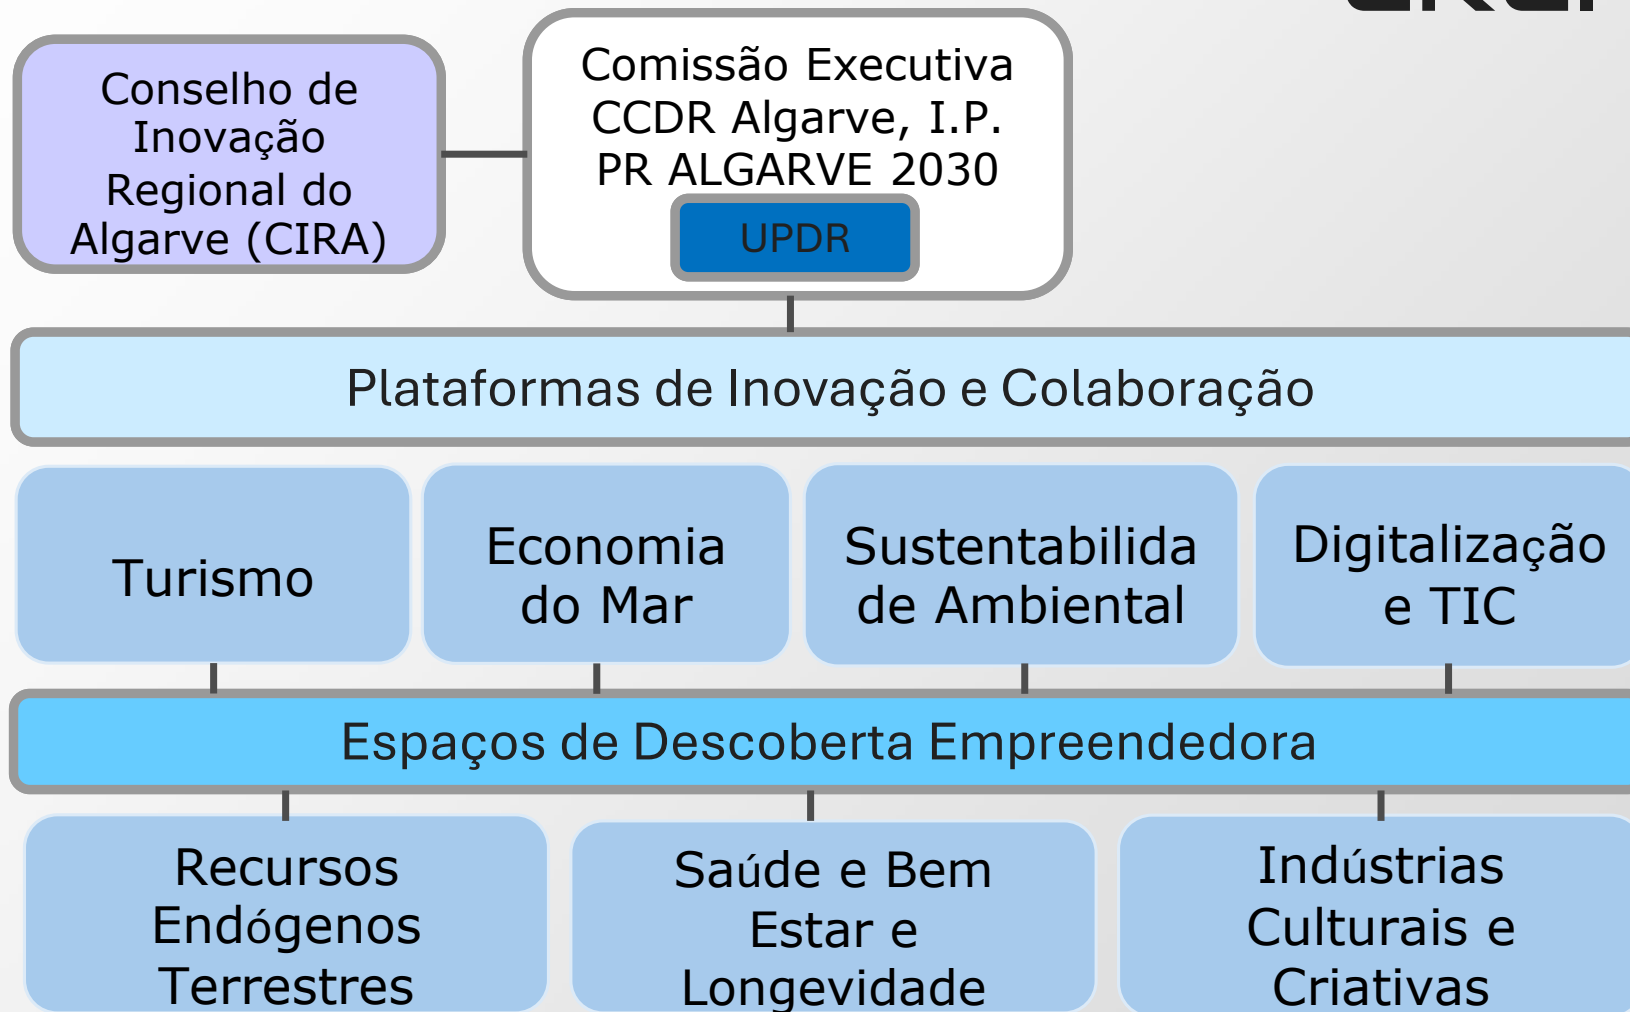 Conselho de
Inovação
Regional do
Algarve (CIRA)
Comissão Executiva
CCDR Algarve, I.P.
PR ALGARVE 2030
UPDR
Plataformas de Inovação e Colaboração
Turismo
Economia
do Mar
Sustentabilida
de Ambiental
Digitalização
e TIC
Espaços de Descoberta Empreendedora
Recursos
Endógenos
Terrestres
Saúde e Bem
Estar e
Longevidade
Indústrias
Culturais e
Criativas